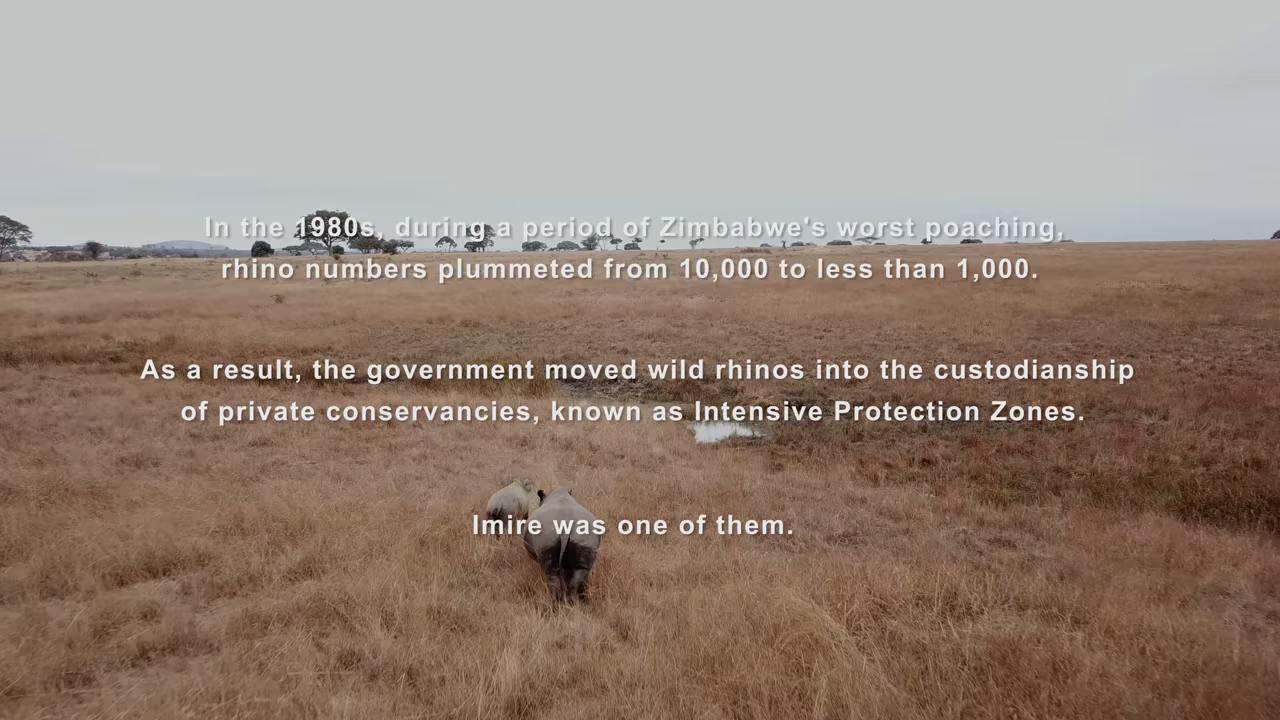 In the 1980s, during a period of Zimbabwe's worst poaching,
rhino numbers plummeted from 10,000 to less than 1,000.
As a result, the government moved wild rhinos into the custodianship
of private conservancies, known as Intensive Protection Zones.
Imire was one of them.